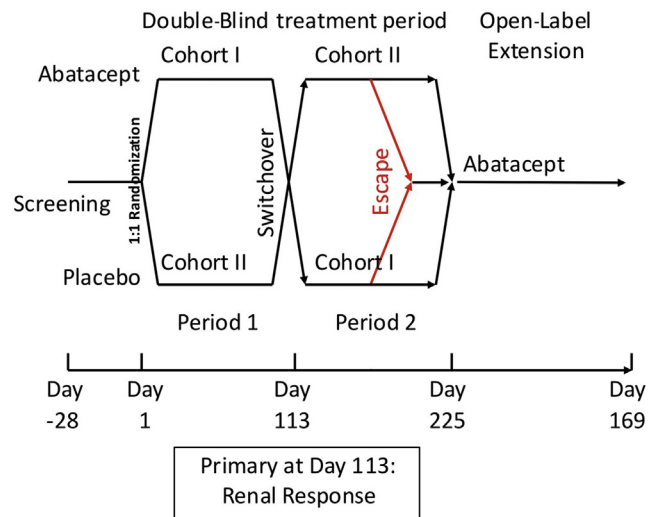 Double-Blind treatment period
Open-Label
Extension
Cohort I
Cohort II
Abatacept
1:1 Randomization
Switchover
Escape
Abatacept
Screening
Placebo
Cohort II
Cohort I
Period 1
Period 2
Day
-28
Day
1
Day
113
Day
225
Day
169
Primary at Day 113:
Renal Response